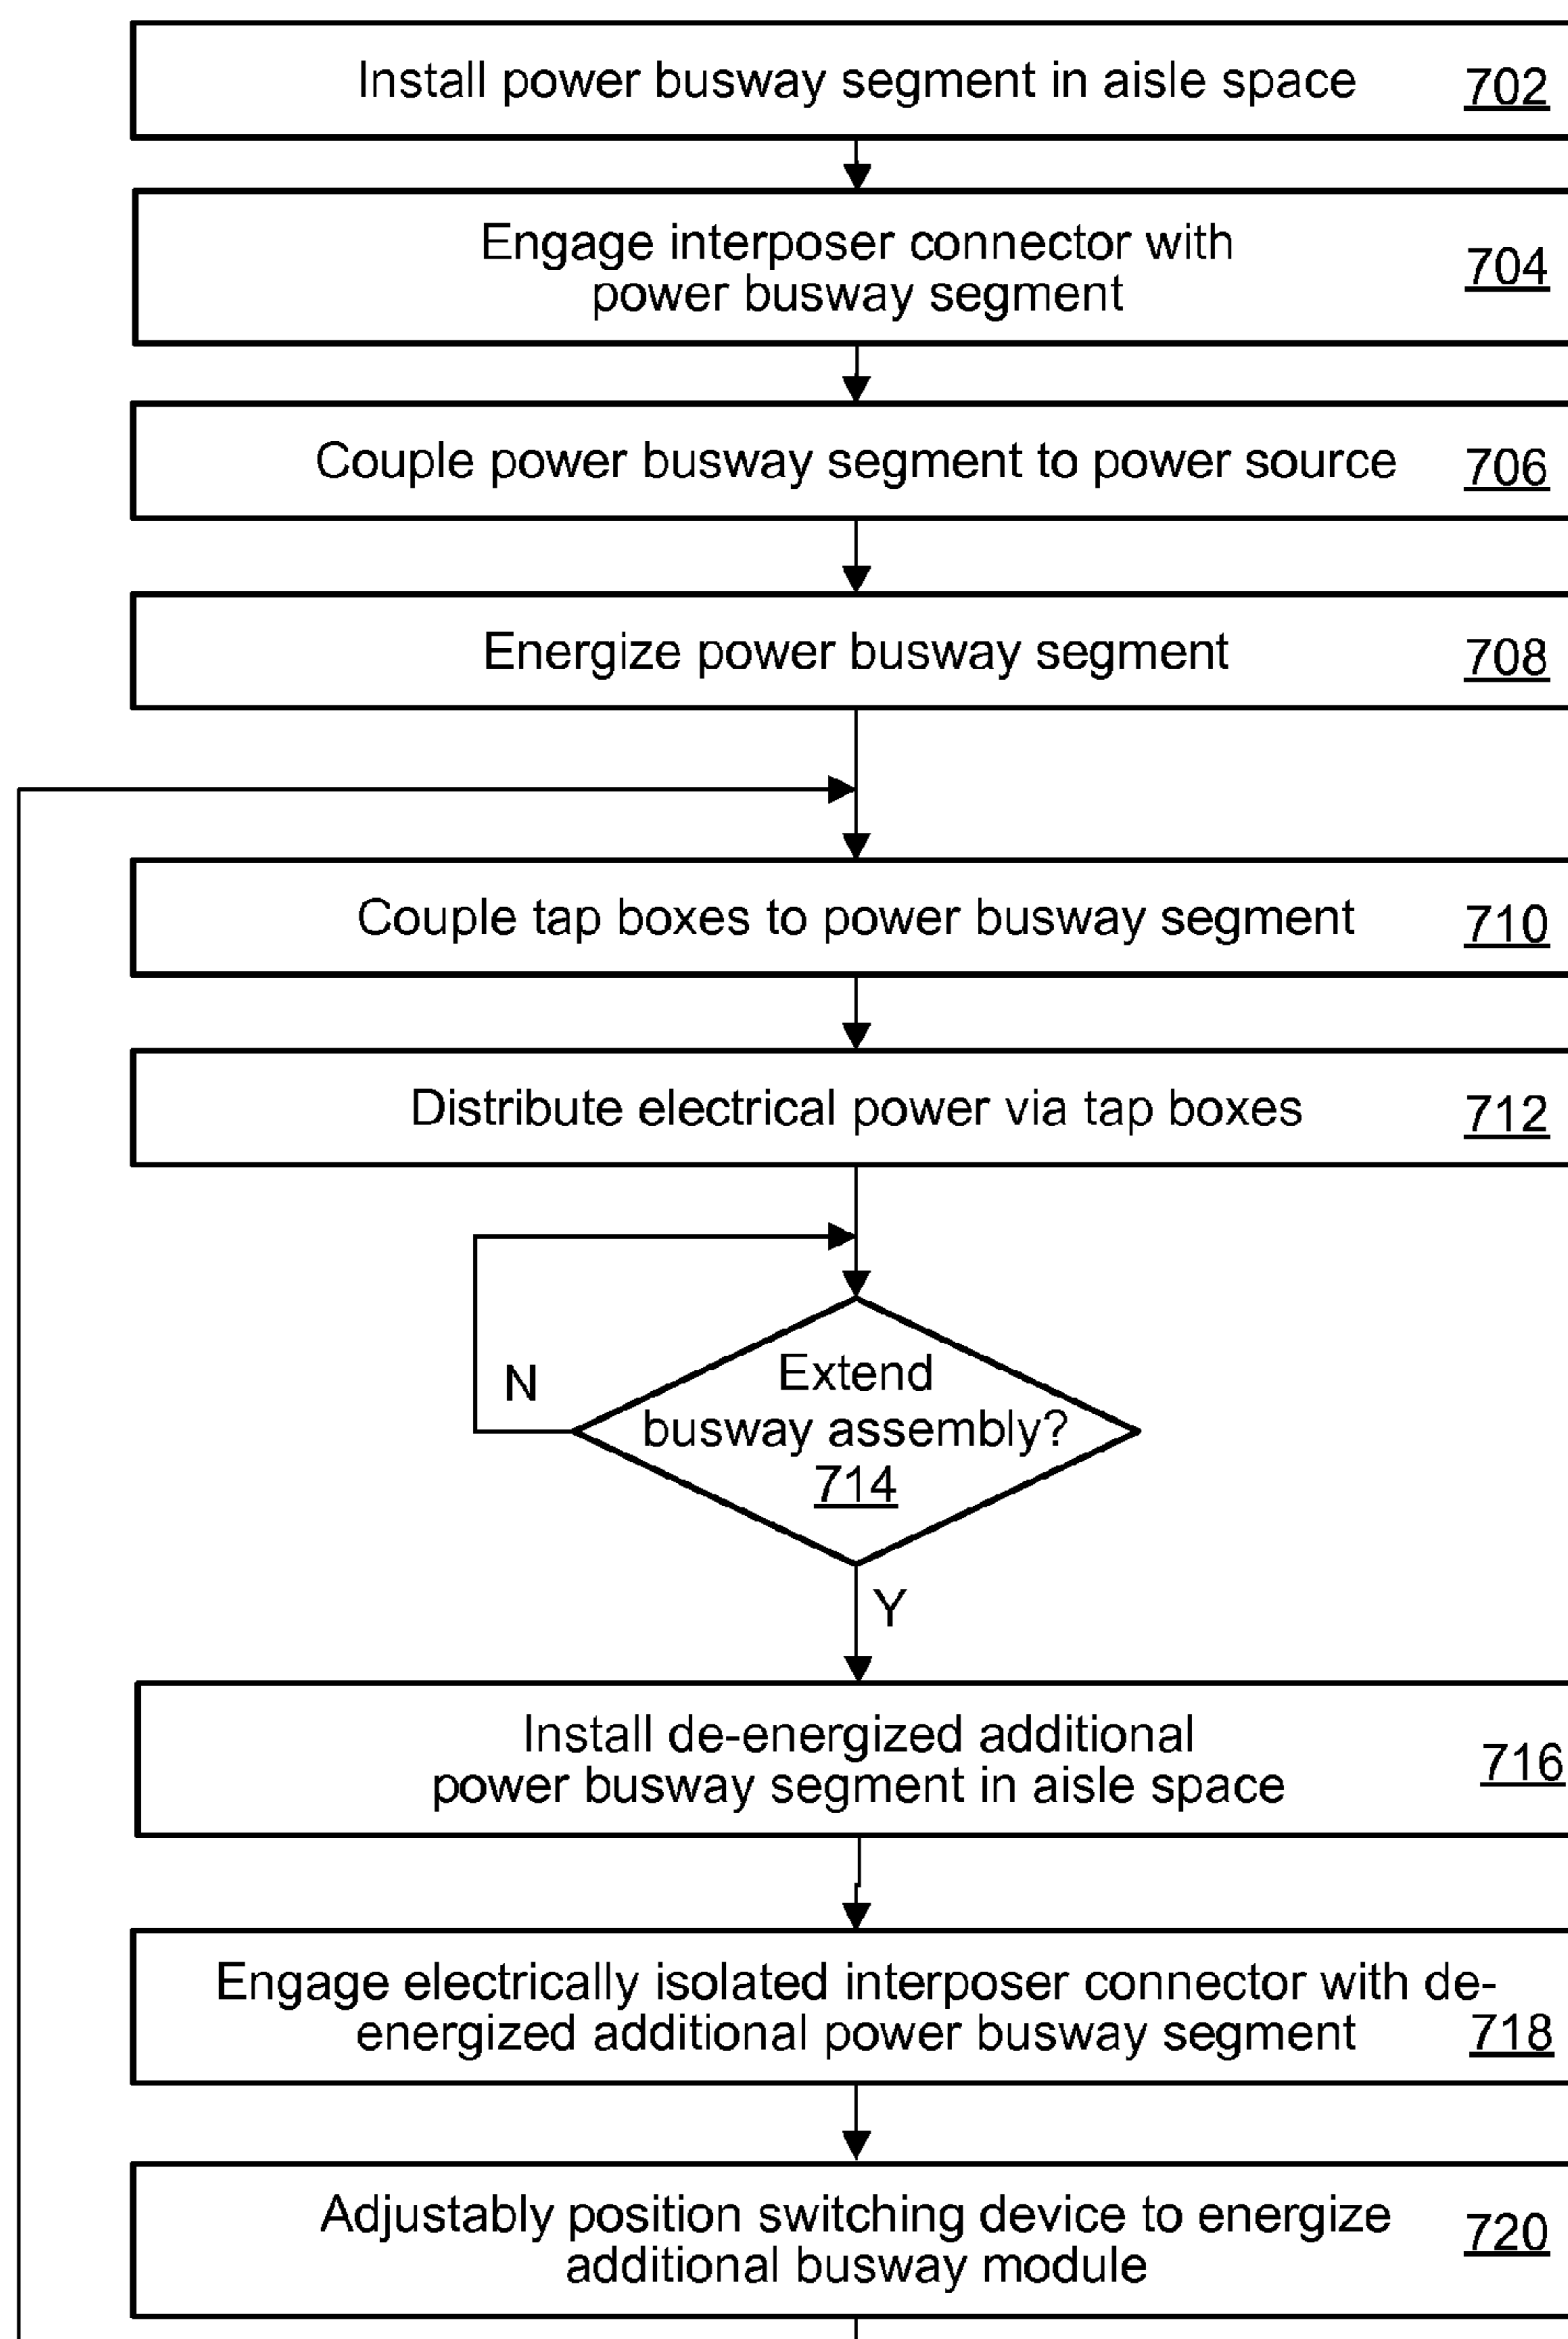 Install power busway segment in aisle space 702
Engage interposer connector with
power busway segment 704
Couple power busway segment to power source 706
Energize power busway segment 708
Couple tap boxes to power busway segment 710
Distribute electrical power via tap boxes 712
Extend
busway assembly?
714
N
Y
Install de-energized additional
power busway segment in aisle space 716
Engage electrically isolated interposer connector with de-
energized additional power busway segment 718
Adjustably position switching device to energize
additional busway module 720